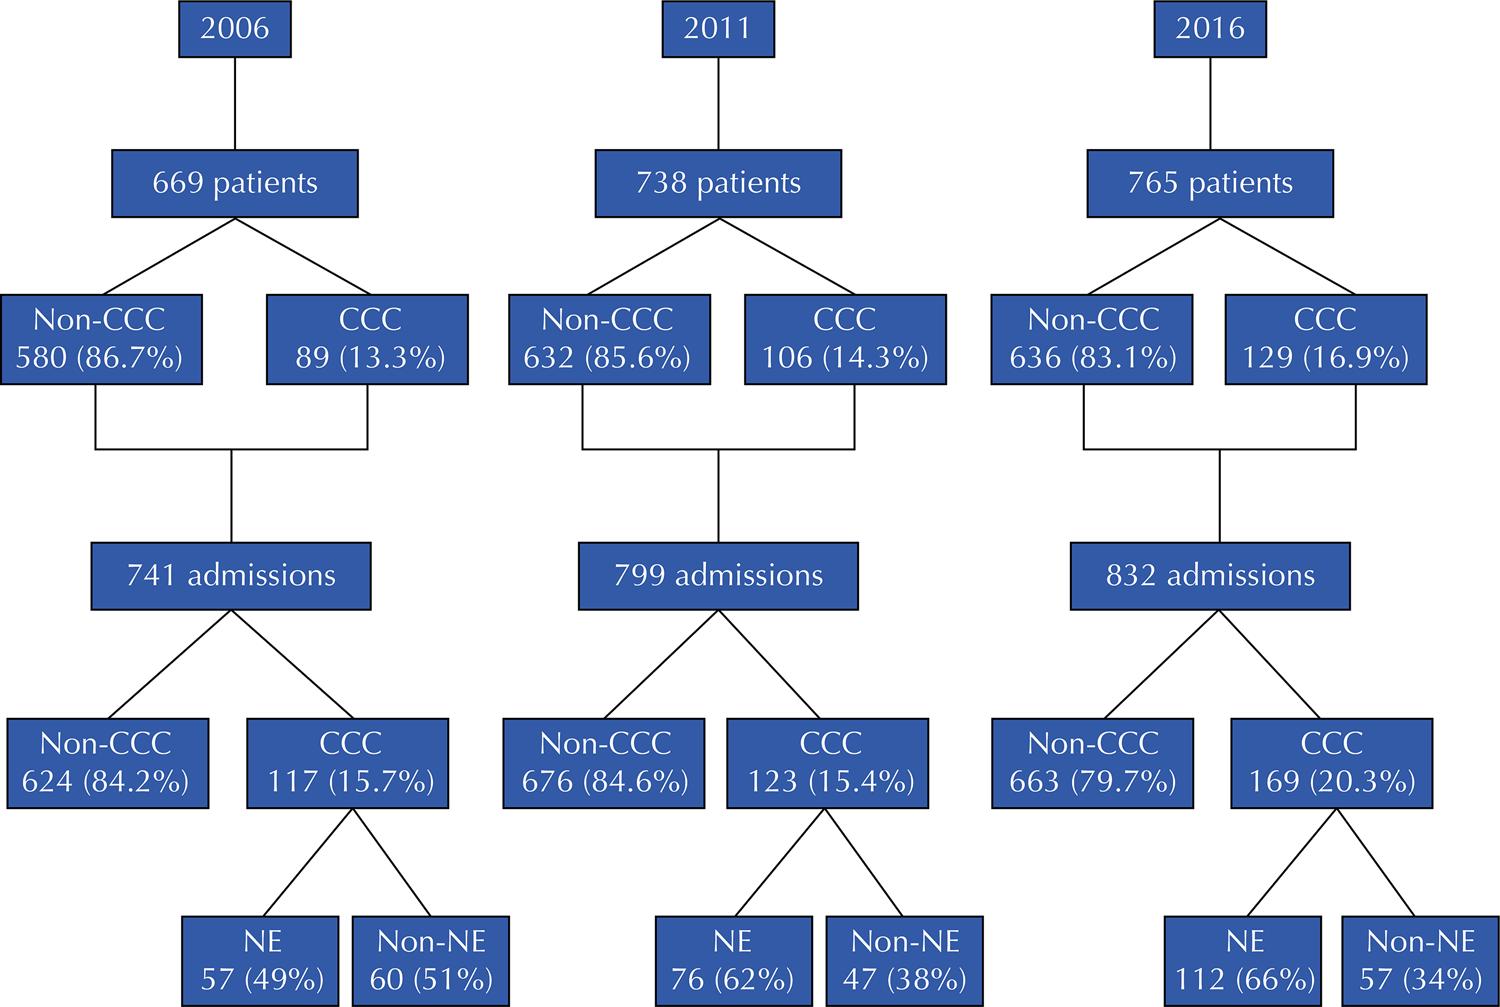 2006
2011
2016
669 patients
738 patients
765 patients
Non-CCC
580 (86.7%)
CCC
89 (13.3%)
Non-CCC
632 (85.6%)
CCC
106 (14.3%)
Non-CCC
636 (83.1%)
CCC
129 (16.9%)
741 admissions
799 admissions
832 admissions
Non-CCC
624 (84.2%)
CCC
117 (15.7%)
Non-CCC
676 (84.6%)
CCC
123 (15.4%)
Non-CCC
663 (79.7%)
CCC
169 (20.3%)
NE
57 (49%)
Non-NE
60 (51%)
NE
76 (62%)
Non-NE
47 (38%)
NE
112 (66%)
Non-NE
57 (34%)